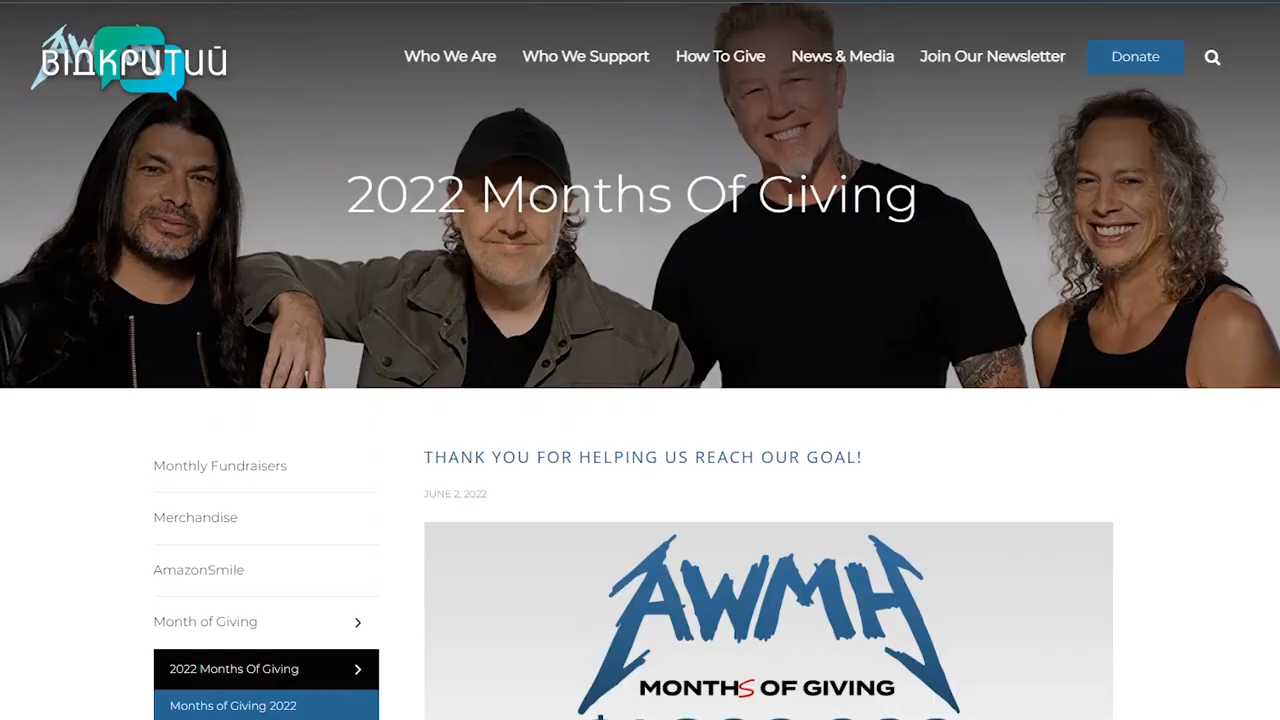 ВІДКРИТИЙ
Who We Are
Who We Support
How To Give
News & Media
Join Our Newsletter
Donate
2022 Months Of Giving
Monthly Fundraisers
Merchandise
AmazonSmile
Month of Giving
2022 Months Of Giving
Months of Giving 2022
THANK YOU FOR HELPING US REACH OUR GOAL!
JUNE 2, 2022
AWMH
MONTHS OF GIVING